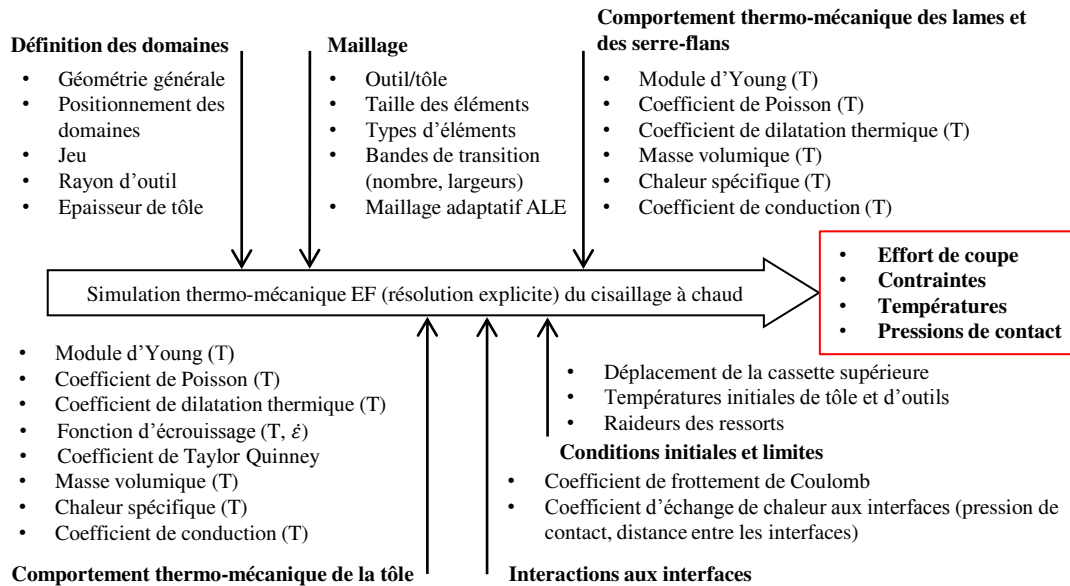 Définition des domaines
• Géométrie générale
• Positionnement des
domaines
• Jeu
• Rayon d'outil
• Epaisseur de tôle
Maillage
• Outil/tôle
• Taille des éléments
• Types d'éléments
• Bandes de transition
(nombre, largeurs)
• Maillage adaptatif ALE
Comportement thermo-mécanique des lames et
des serre-flans
• Module d'Young (T)
• Coefficient de Poisson (T)
• Coefficient de dilatation thermique (T)
• Masse volumique (T)
• Chaleur spécifique (T)
• Coefficient de conduction (T)
Simulation thermo-mécanique EF (résolution explicite) du cisaillage à chaud
• Effort de coupe
• Contraintes
• Températures
• Pressions de contact
• Module d'Young (T)
• Coefficient de Poisson (T)
• Coefficient de dilatation thermique (T)
• Fonction d'écrouissage (T, ε̇)
• Coefficient de Taylor Quinney
• Masse volumique (T)
• Chaleur spécifique (T)
• Coefficient de conduction (T)
Comportement thermo-mécanique de la tôle
• Déplacement de la cassette supérieure
• Températures initiales de tôle et d'outils
• Raideurs des ressorts
Conditions initiales et limites
• Coefficient de frottement de Coulomb
• Coefficient d'échange de chaleur aux interfaces (pression de
contact, distance entre les interfaces)
Interactions aux interfaces